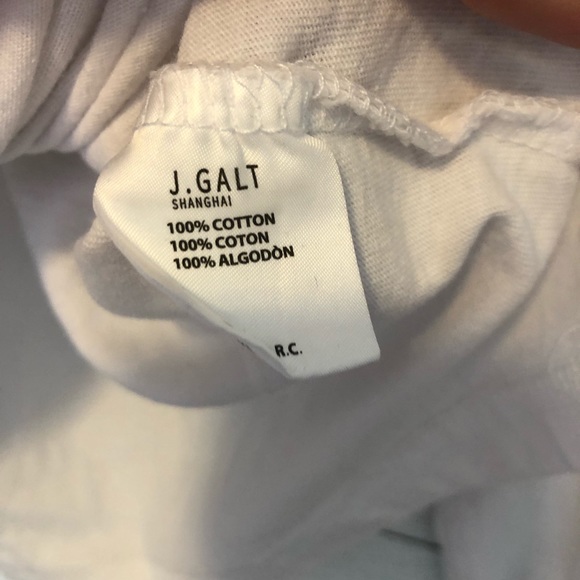 J.GALT
SHANGHAI
100% COTTON
100% COTON
100% ALGODÒN
R.C.